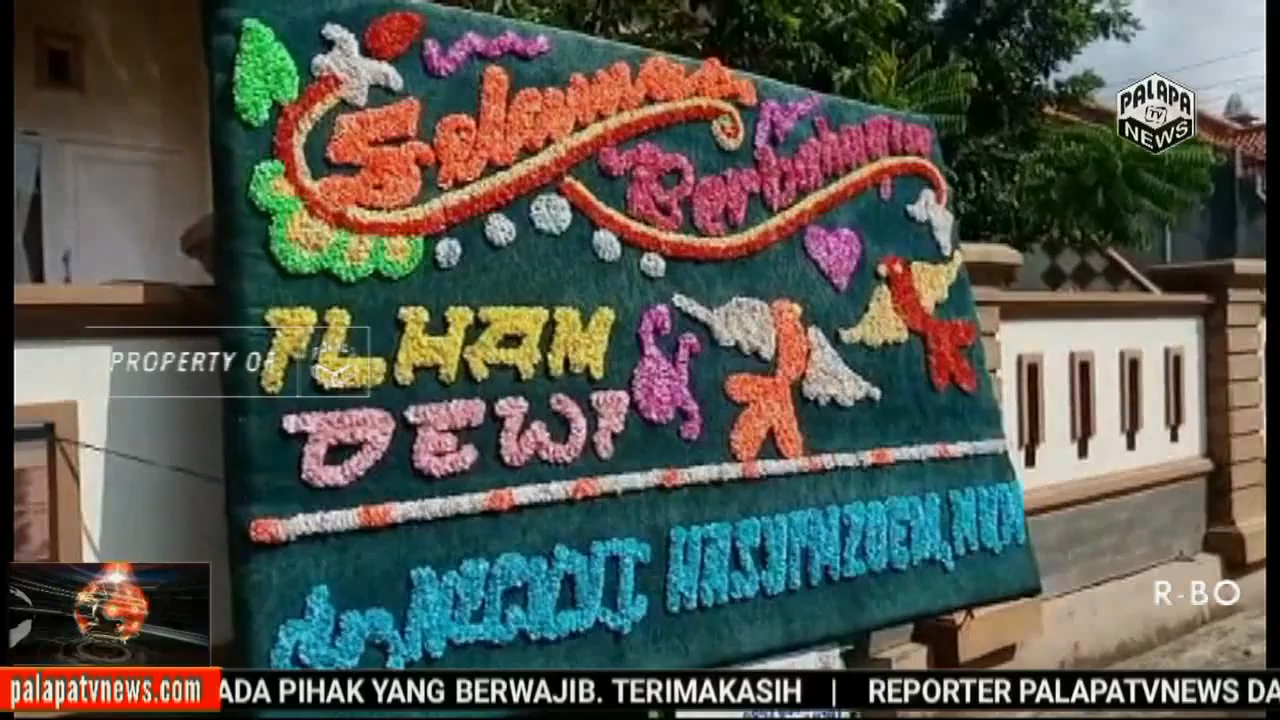 Selamat
Berbahagia
ILHAM &
DEWI
PALAPA
TV
NEWS
PROPERTY OF
R-BO
palapatvnews.com
ADA PIHAK YANG BERWAJIB. TERIMAKASIH | REPORTER PALAPATVNEWS DA